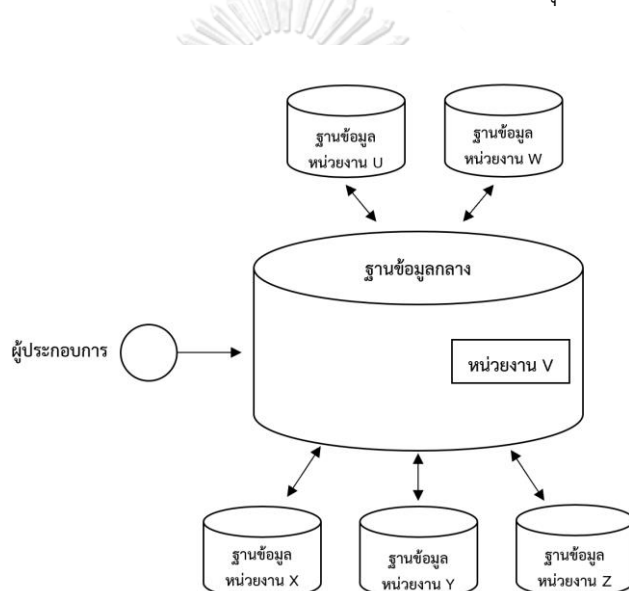 ฐานข้อมูล
หน่วยงาน U
ฐานข้อมูล
หน่วยงาน W
ฐานข้อมูลกลาง
ผู้ประกอบการ
หน่วยงาน V
ฐานข้อมูล
หน่วยงาน X
ฐานข้อมูล
หน่วยงาน Y
ฐานข้อมูล
หน่วยงาน Z